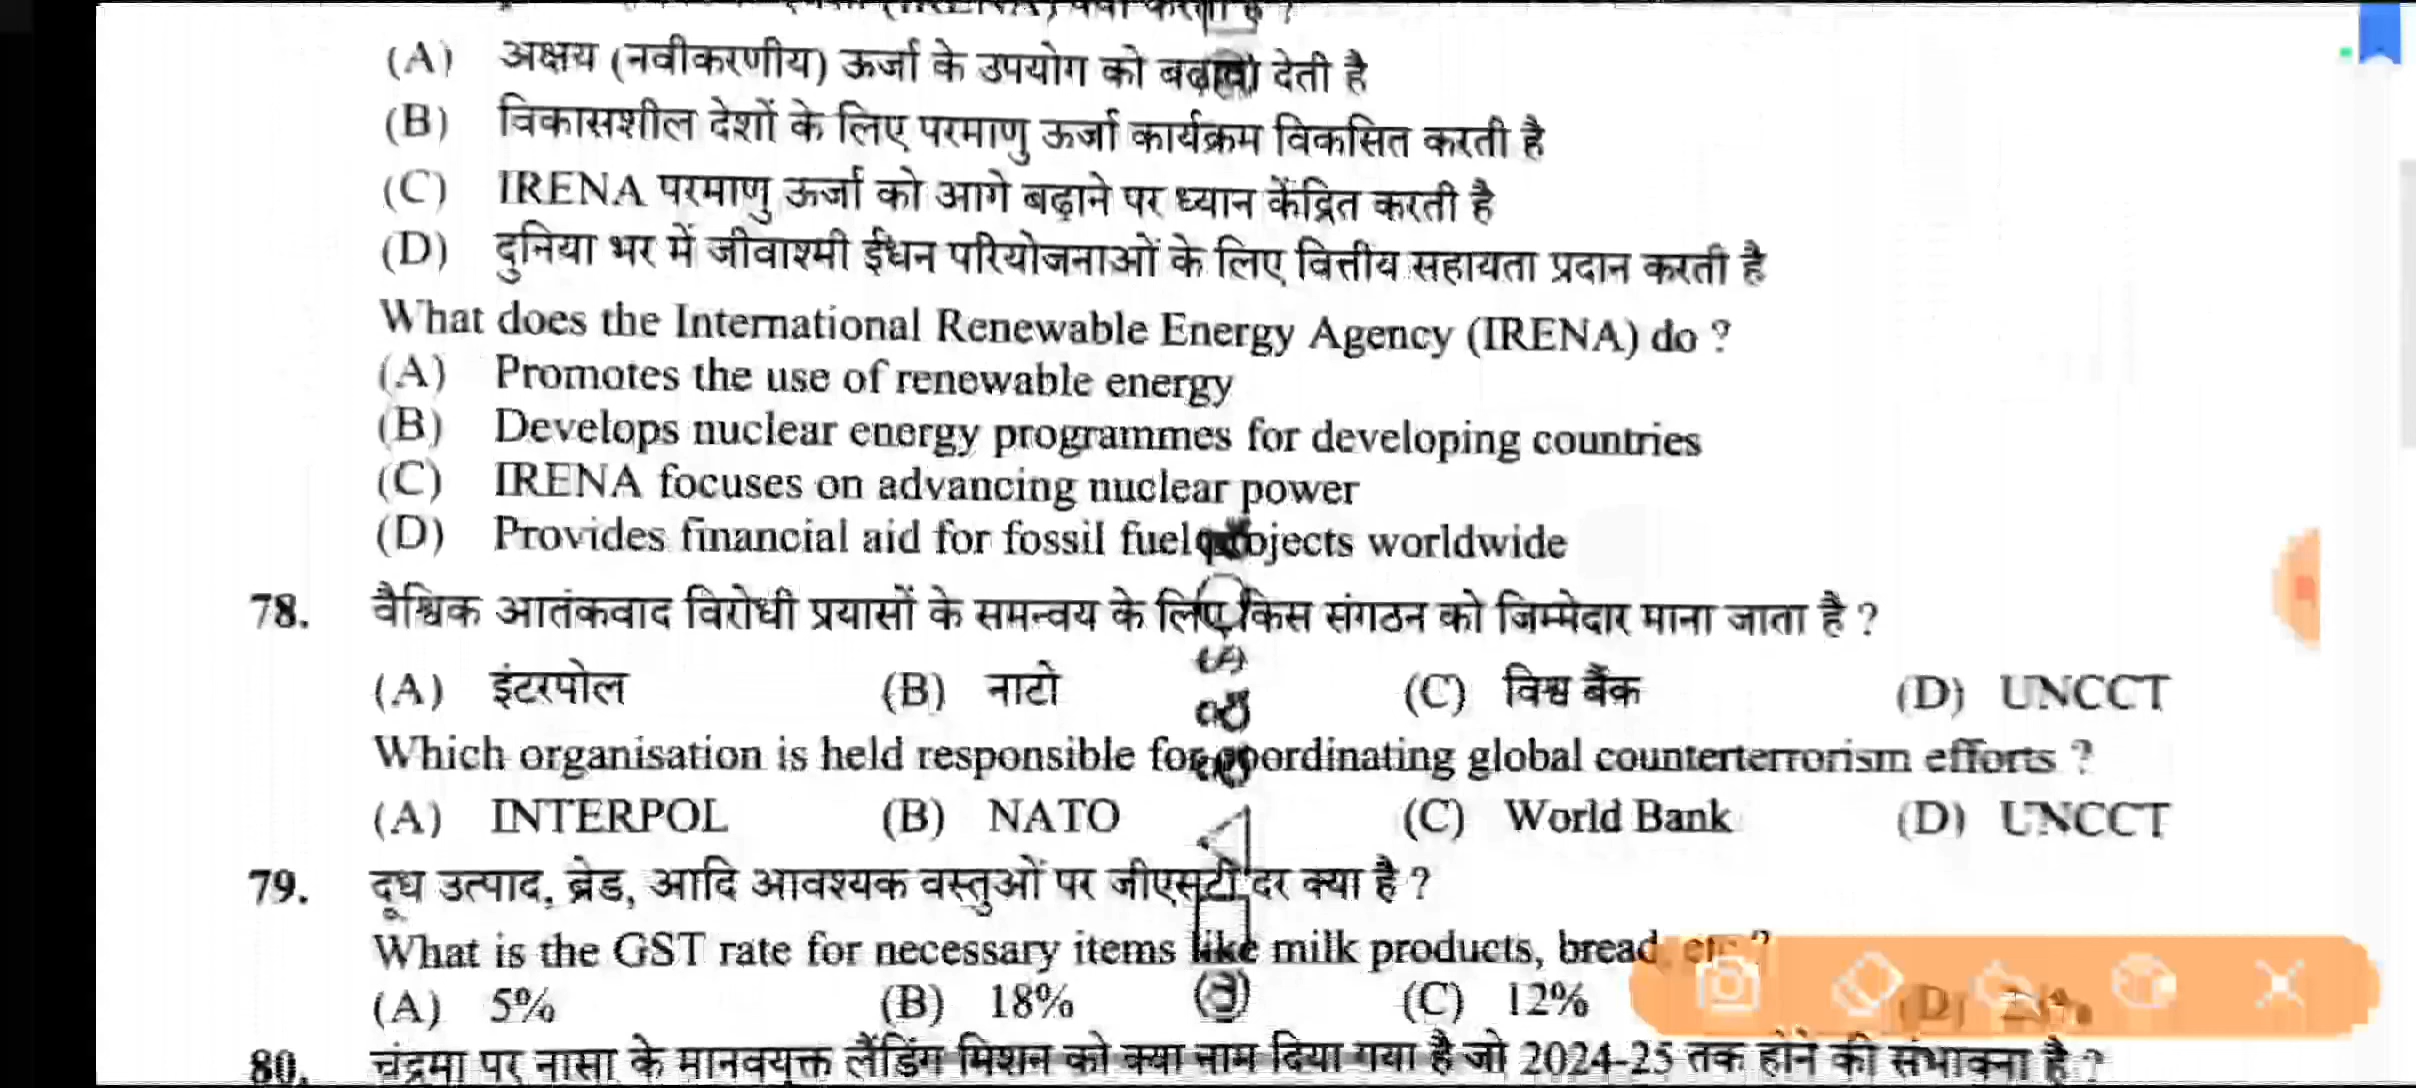 (A) अक्षय (नवीकरणीय) ऊर्जा के उपयोग को बढ़ावा देती है
(B) विकासशील देशों के लिए परमाणु ऊर्जा कार्यक्रम विकसित करती है
(C) IRENA परमाणु ऊर्जा को आगे बढ़ाने पर ध्यान केंद्रित करती है
(D) दुनिया भर में जीवाश्मी ईंधन परियोजनाओं के लिए वित्तीय सहायता प्रदान करती है
What does the International Renewable Energy Agency (IRENA) do ?
(A) Promotes the use of renewable energy
(B) Develops nuclear energy programmes for developing countries
(C) IRENA focuses on advancing nuclear power
(D) Provides financial aid for fossil fuel projects worldwide
78. वैश्विक आतंकवाद विरोधी प्रयासों के समन्वय के लिए किस संगठन को जिम्मेदार माना जाता है ?
(A) इंटरपोल (B) नाटो (C) विश्व बैंक (D) UNCCT
Which organisation is held responsible for coordinating global counterterrorism efforts ?
(A) INTERPOL (B) NATO (C) World Bank (D) UNCCT
79. दूध उत्पाद, ब्रेड, आदि आवश्यक वस्तुओं पर जीएसटी दर क्या है ?
What is the GST rate for necessary items like milk products, bread, etc ?
(A) 5% (B) 18% (C) 12% (D)
80. चंद्रमा पर नासा के मानवयुक्त लैंडिंग मिशन को क्या नाम दिया गया है जो 2024-25 तक होने की संभावना है ?